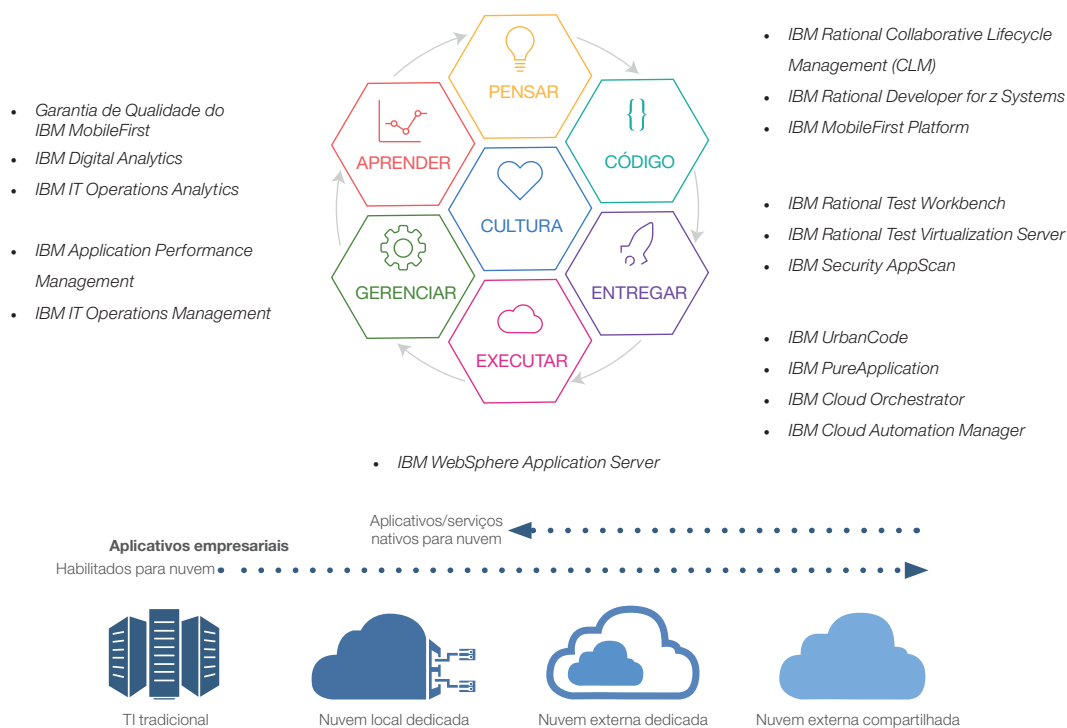 PENSAR
APRENDER
{} CÓDIGO
CULTURA
GERENCIAR
ENTREGAR
EXECUTAR
• Garantia de Qualidade do
IBM MobileFirst
• IBM Digital Analytics
• IBM IT Operations Analytics
• IBM Application Performance
Management
• IBM IT Operations Management
• IBM Rational Collaborative Lifecycle
Management (CLM)
• IBM Rational Developer for z Systems
• IBM MobileFirst Platform
• IBM Rational Test Workbench
• IBM Rational Test Virtualization Server
• IBM Security AppScan
• IBM UrbanCode
• IBM PureApplication
• IBM Cloud Orchestrator
• IBM Cloud Automation Manager
• IBM WebSphere Application Server
Aplicativos/serviços
nativos para nuvem
Aplicativos empresariais
Habilitados para nuvem
TI tradicional
Nuvem local dedicada
Nuvem externa dedicada
Nuvem externa compartilhada